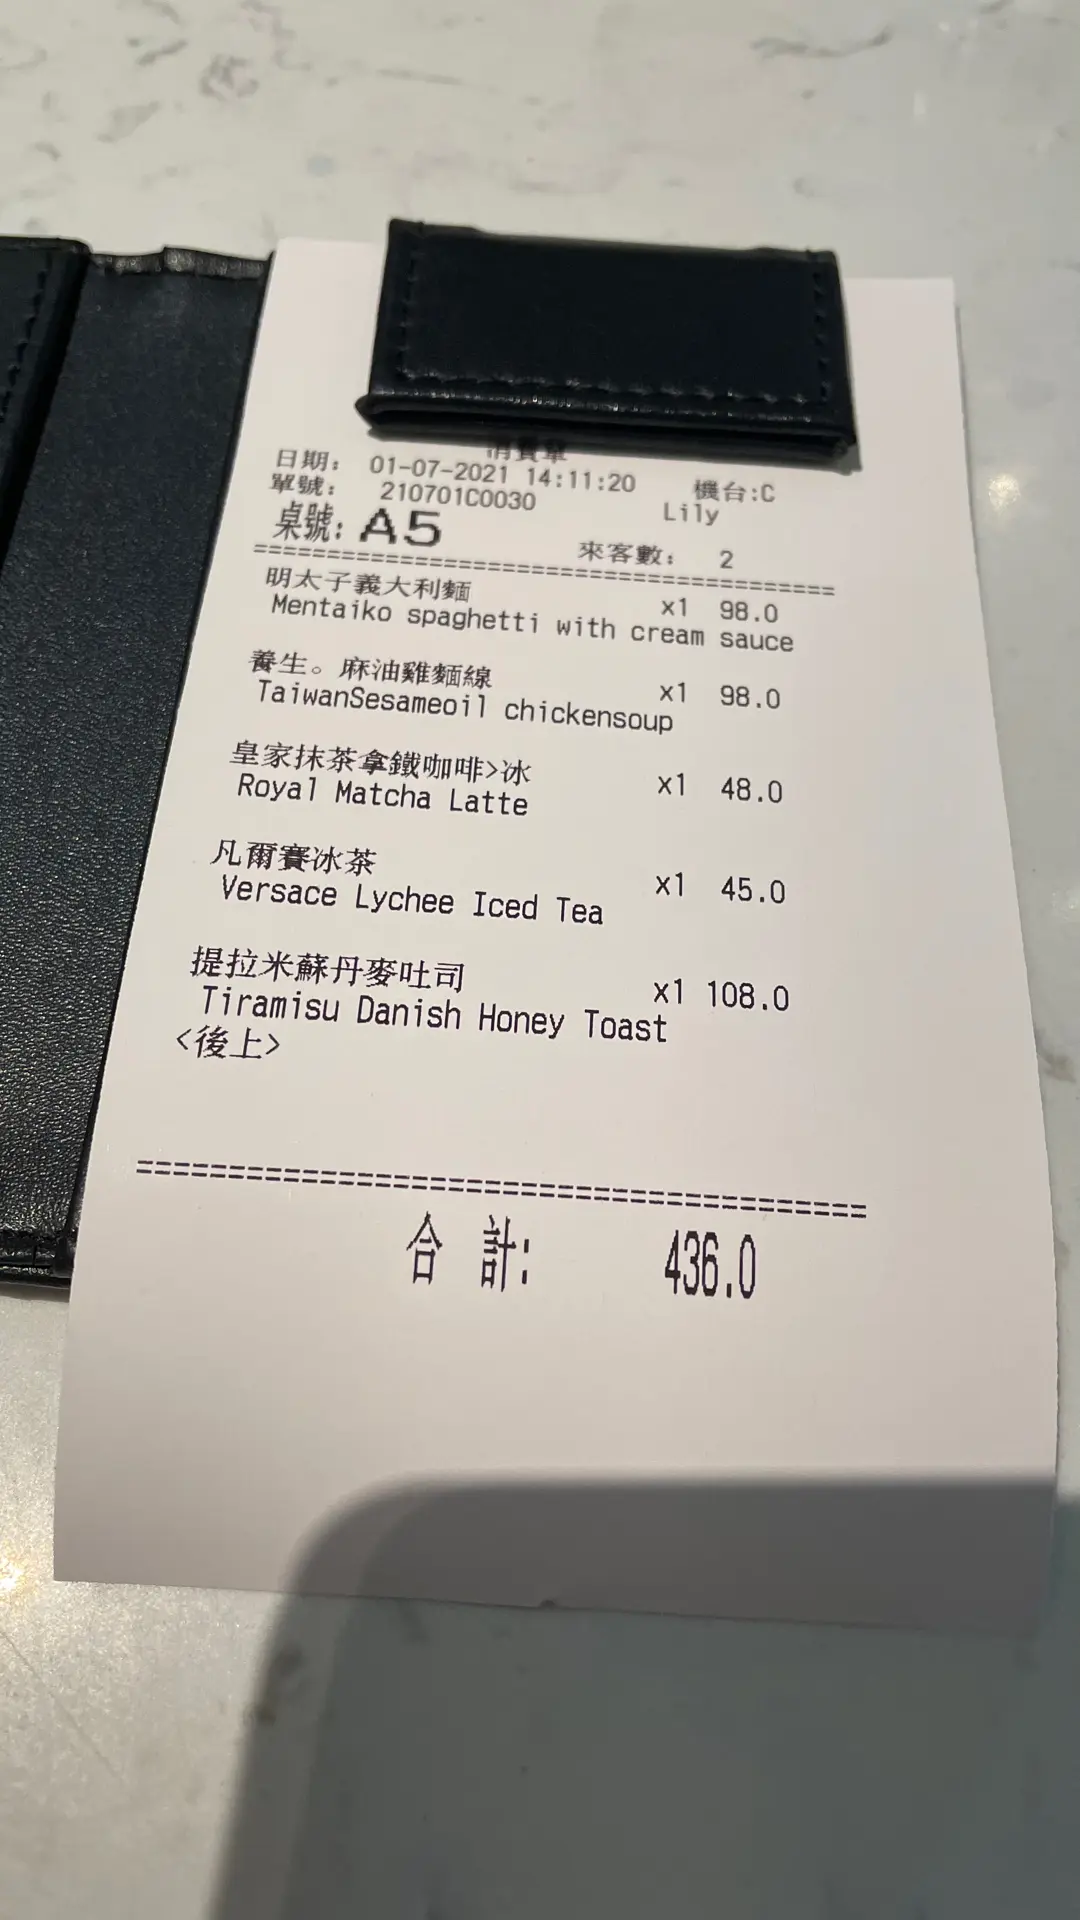 消費單
日期: 01-07-2021 14:11:20 機台:C
單號: 210701C0030 Lily
桌號: A5 來客數: 2
========================================
明太子義大利麵 x1 98.0
Mentaiko spaghetti with cream sauce
養生。麻油雞麵線 x1 98.0
TaiwanSesameoil chickensoup
皇家抹茶拿鐵咖啡>冰 x1 48.0
Royal Matcha Latte
凡爾賽冰茶 x1 45.0
Versace Lychee Iced Tea
提拉米蘇丹麥吐司 x1 108.0
Tiramisu Danish Honey Toast
<後上>
========================================
合 計: 436.0